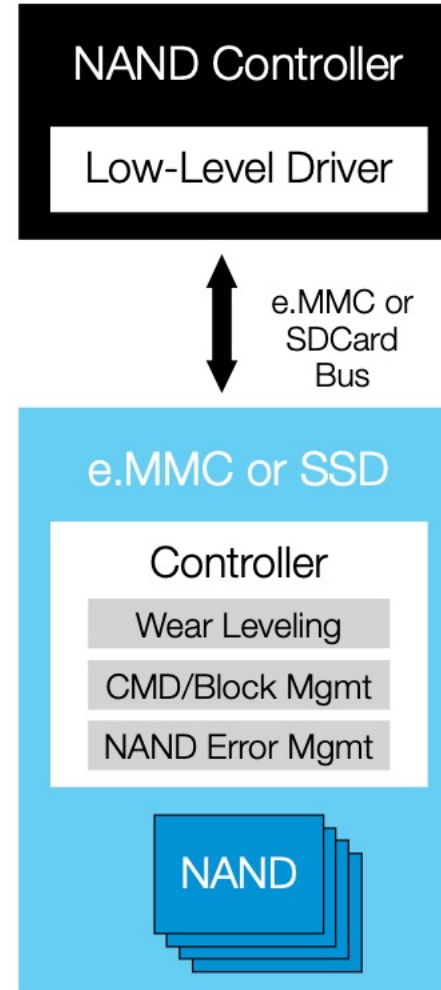 NAND Controller
Low-Level Driver
e.MMC or
SDCard
Bus
e.MMC or SSD
Controller
Wear Leveling
CMD/Block Mgmt
NAND Error Mgmt
NAND